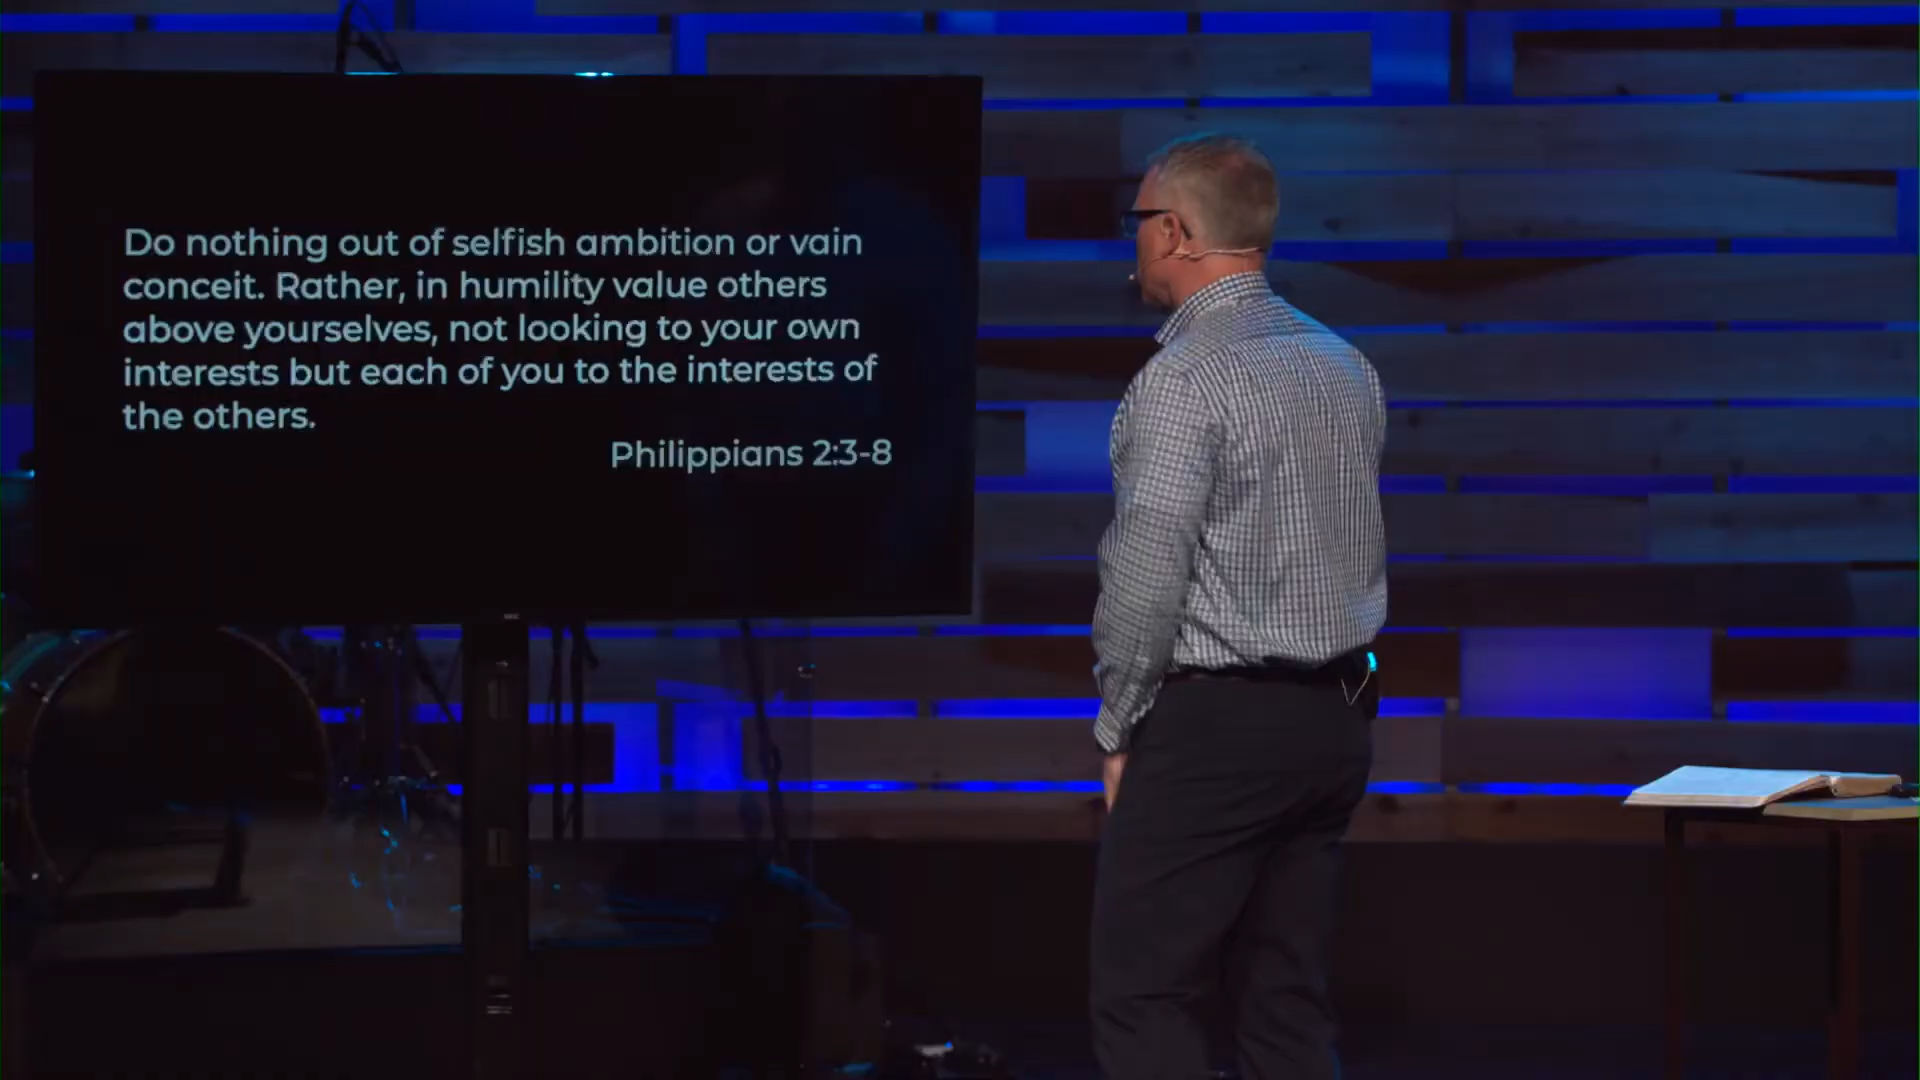 Do nothing out of selfish ambition or vain
conceit. Rather, in humility value others
above yourselves, not looking to your own
interests but each of you to the interests of
the others.
Philippians 2:3-8